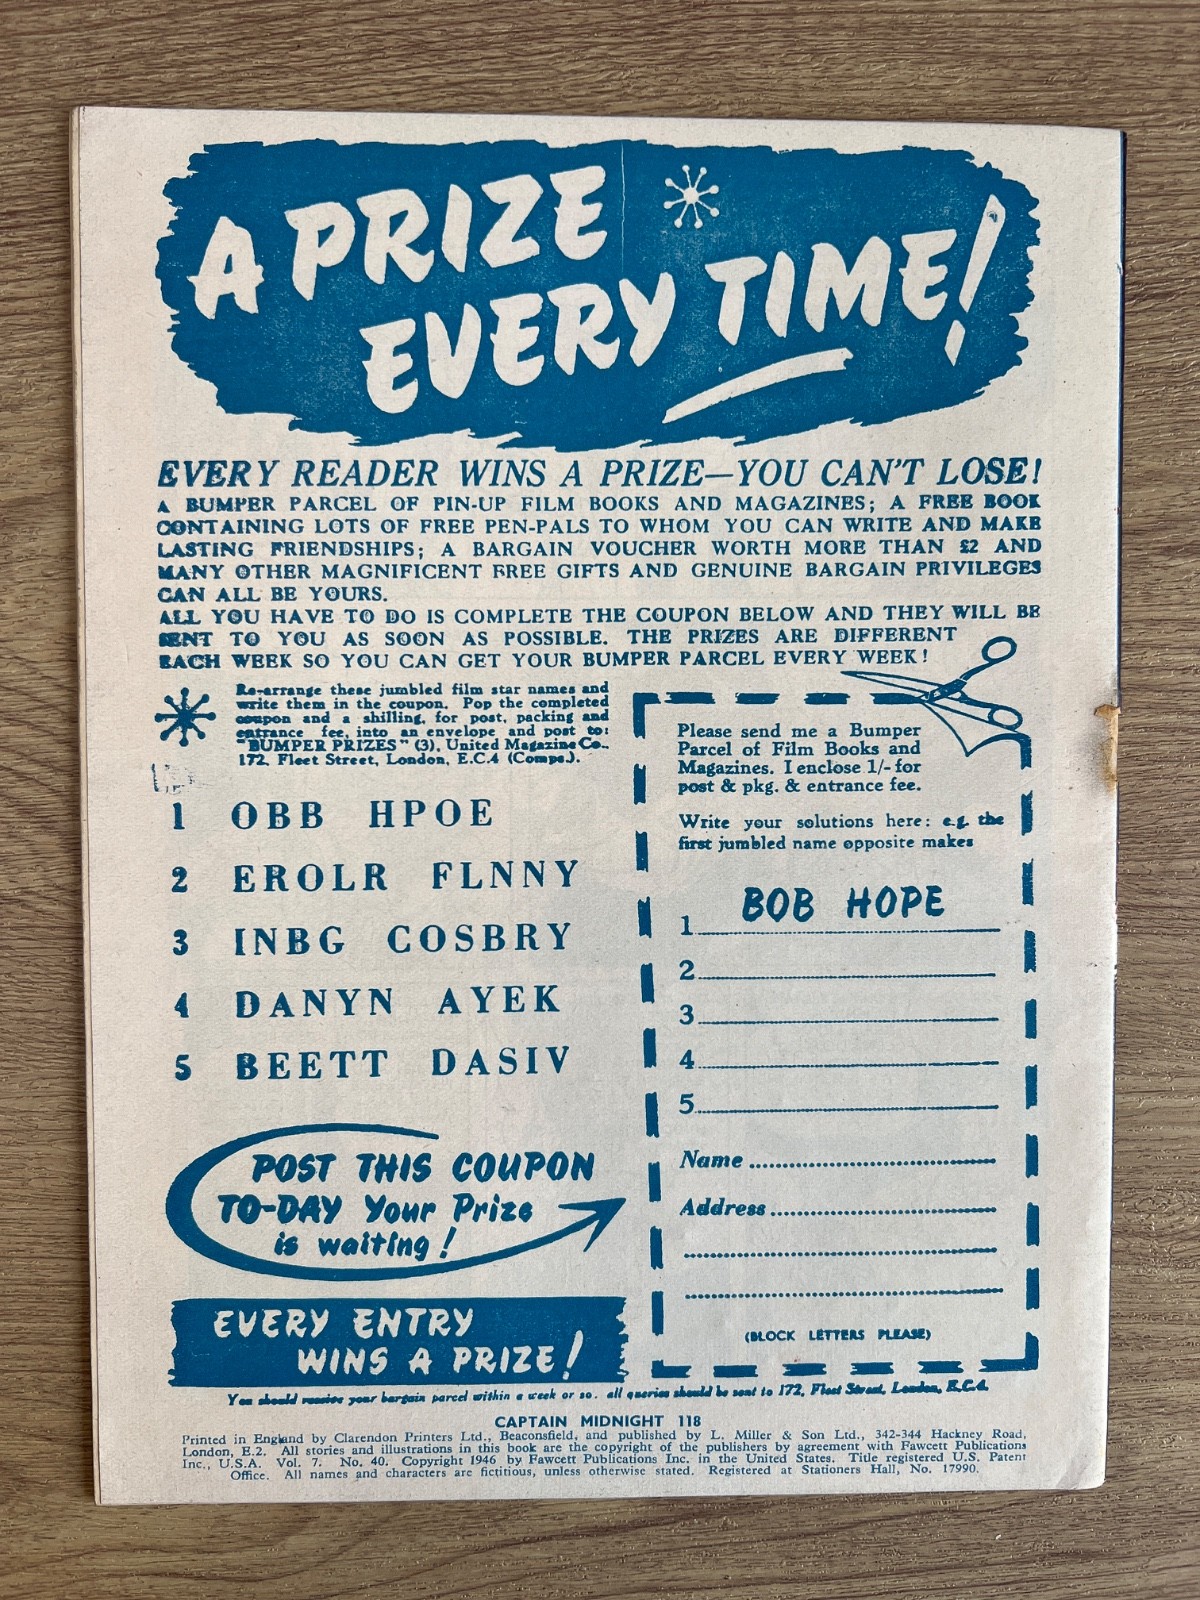 A PRIZE
EVERY TIME!
EVERY READER WINS A PRIZE—YOU CAN'T LOSE!
A BUMPER PARCEL OF PIN-UP FILM BOOKS AND MAGAZINES; A FREE BOOK
CONTAINING LOTS OF FREE PEN-PALS TO WHOM YOU CAN WRITE AND MAKE
LASTING FRIENDSHIPS; A BARGAIN VOUCHER WORTH MORE THAN £2 AND
MANY OTHER MAGNIFICENT FREE GIFTS AND GENUINE BARGAIN PRIVILEGES
CAN ALL BE YOURS.
ALL YOU HAVE TO DO IS COMPLETE THE COUPON BELOW AND THEY WILL BE
SENT TO YOU AS SOON AS POSSIBLE. THE PRIZES ARE DIFFERENT
EACH WEEK SO YOU CAN GET YOUR BUMPER PARCEL EVERY WEEK!
Re-arrange these jumbled film star names and
write them in the coupon. Pop the completed
coupon and a shilling, for post, packing and
entrance fee, into an envelope and post to:
"BUMPER PRIZES" (3), United Magazine Co.,
172, Fleet Street, London, E.C.4 (Comps.).
1 OBB HPOE
2 EROLR FLNNY
3 INBG COSBRY
4 DANYN AYEK
5 BEETT DASIV
POST THIS COUPON
TO-DAY Your Prize
is waiting!
EVERY ENTRY
WINS A PRIZE!
Please send me a Bumper
Parcel of Film Books and
Magazines. I enclose 1/- for
post & pkg. & entrance fee.
Write your solutions here: e.g. the
first jumbled name opposite makes
1 BOB HOPE
2
3
4
5
Name
Address
(BLOCK LETTERS PLEASE)
You should receive your bargain parcel within a week or so. all queries should be sent to 172, Fleet Street, London, E.C.4.
CAPTAIN MIDNIGHT 118
Printed in England by Clarendon Printers Ltd., Beaconsfield, and published by L. Miller & Son Ltd., 342-344 Hackney Road,
London, E.2. All stories and illustrations in this book are the copyright of the publishers by agreement with Fawcett Publications
Inc., U.S.A. Vol. 7. No. 40. Copyright 1946 by Fawcett Publications Inc. in the United States. Title registered U.S. Patent
Office. All names and characters are fictitious, unless otherwise stated. Registered at Stationers Hall, No. 17990.